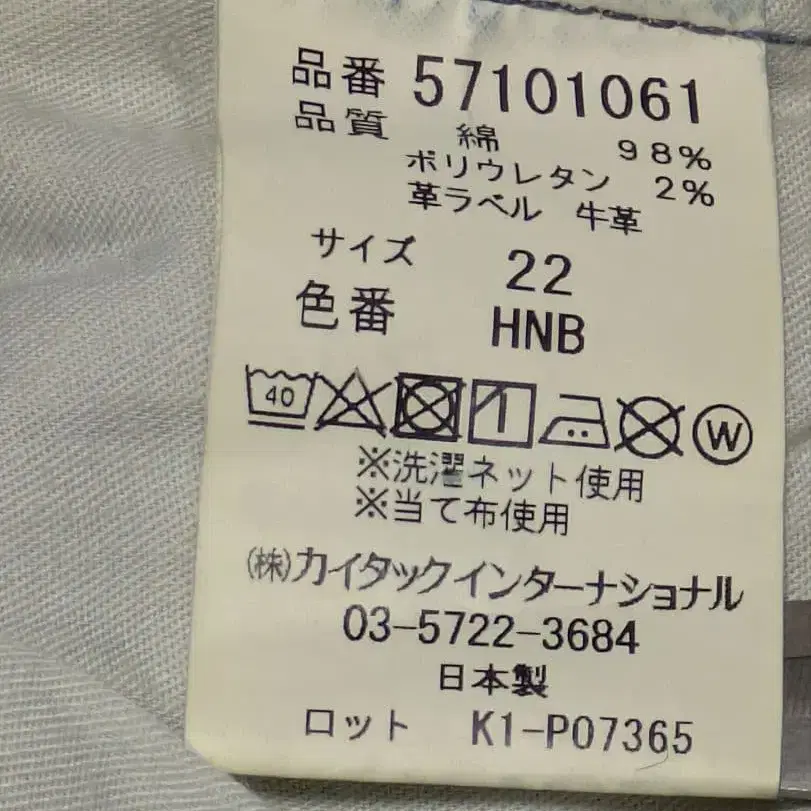 品番 57101061
品質 綿 98%
ポリウレタン 2%
革ラベル 牛革
サイズ 22
色番 HNB
40 W
※洗濯ネット使用
※当て布使用
(株)カイタックインターナショナル
03-5722-3684
日本製
ロット K1-P07365